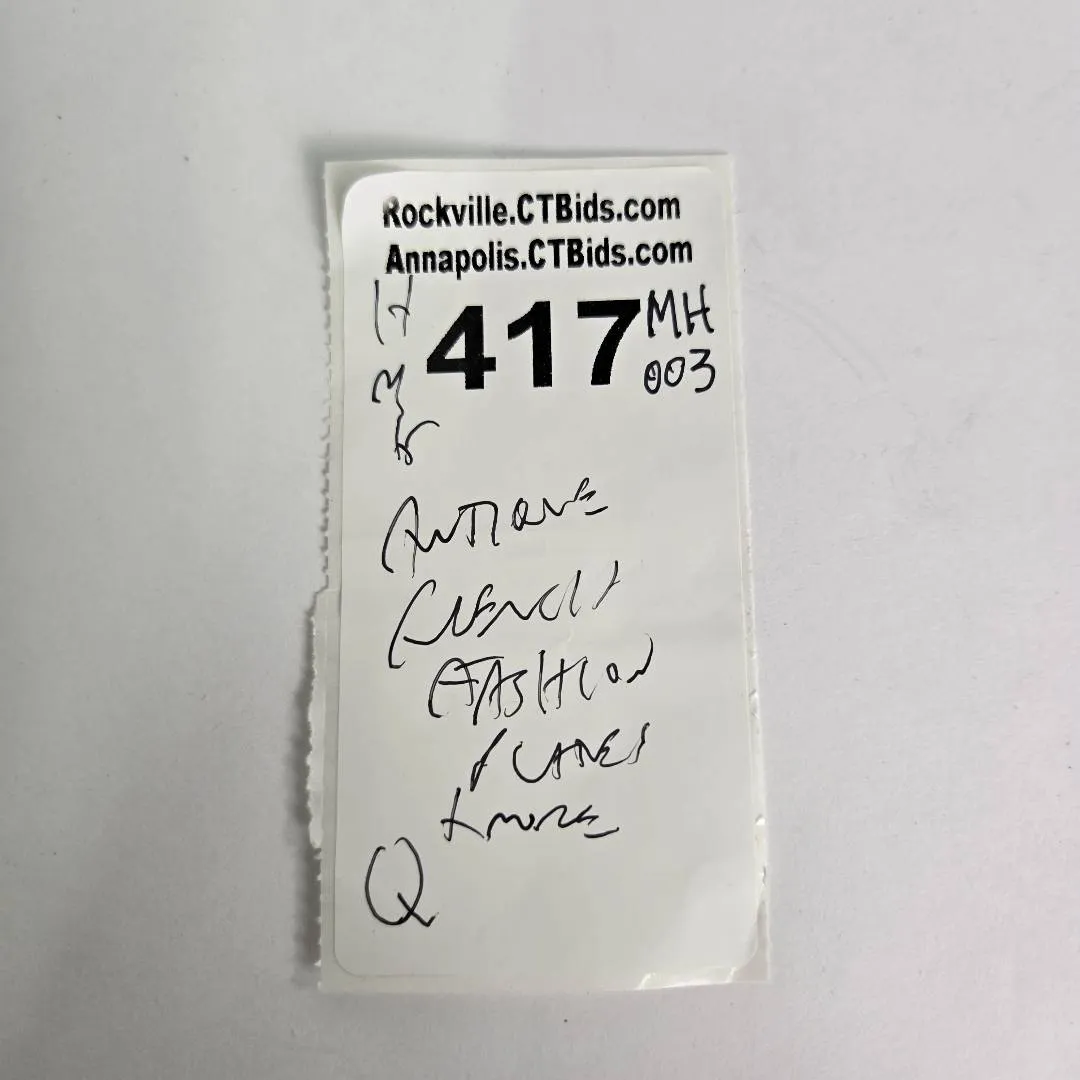 Rockville.CTBids.com
Annapolis.CTBids.com
417
MH
003
ANTIQUE
FRENCH
FASHION
PLATES
+ MORE
Q